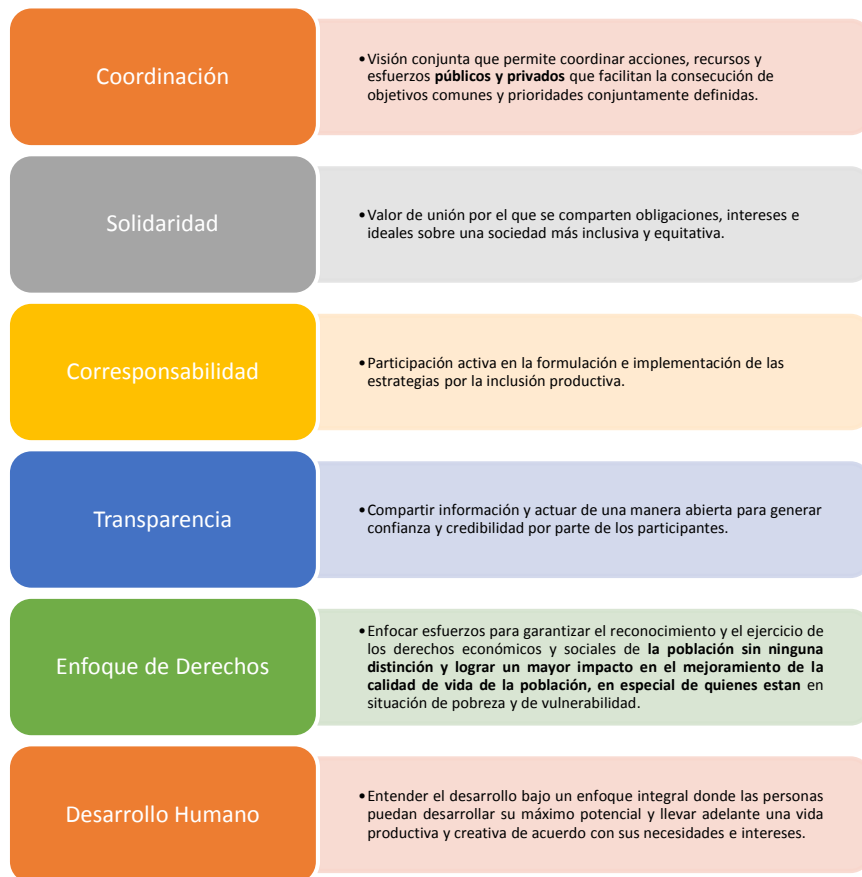 Coordinación
•Visión conjunta que permite coordinar acciones, recursos y
esfuerzos públicos y privados que facilitan la consecución de
objetivos comunes y prioridades conjuntamente definidas.
Solidaridad
•Valor de unión por el que se comparten obligaciones, intereses e
ideales sobre una sociedad más inclusiva y equitativa.
Corresponsabilidad
•Participación activa en la formulación e implementación de las
estrategias por la inclusión productiva.
Transparencia
•Compartir información y actuar de una manera abierta para generar
confianza y credibilidad por parte de los participantes.
Enfoque de Derechos
•Enfocar esfuerzos para garantizar el reconocimiento y el ejercicio de
los derechos económicos y sociales de la población sin ninguna
distinción y lograr un mayor impacto en el mejoramiento de la
calidad de vida de la población, en especial de quienes estan en
situación de pobreza y de vulnerabilidad.
Desarrollo Humano
•Entender el desarrollo bajo un enfoque integral donde las personas
puedan desarrollar su máximo potencial y llevar adelante una vida
productiva y creativa de acuerdo con sus necesidades e intereses.